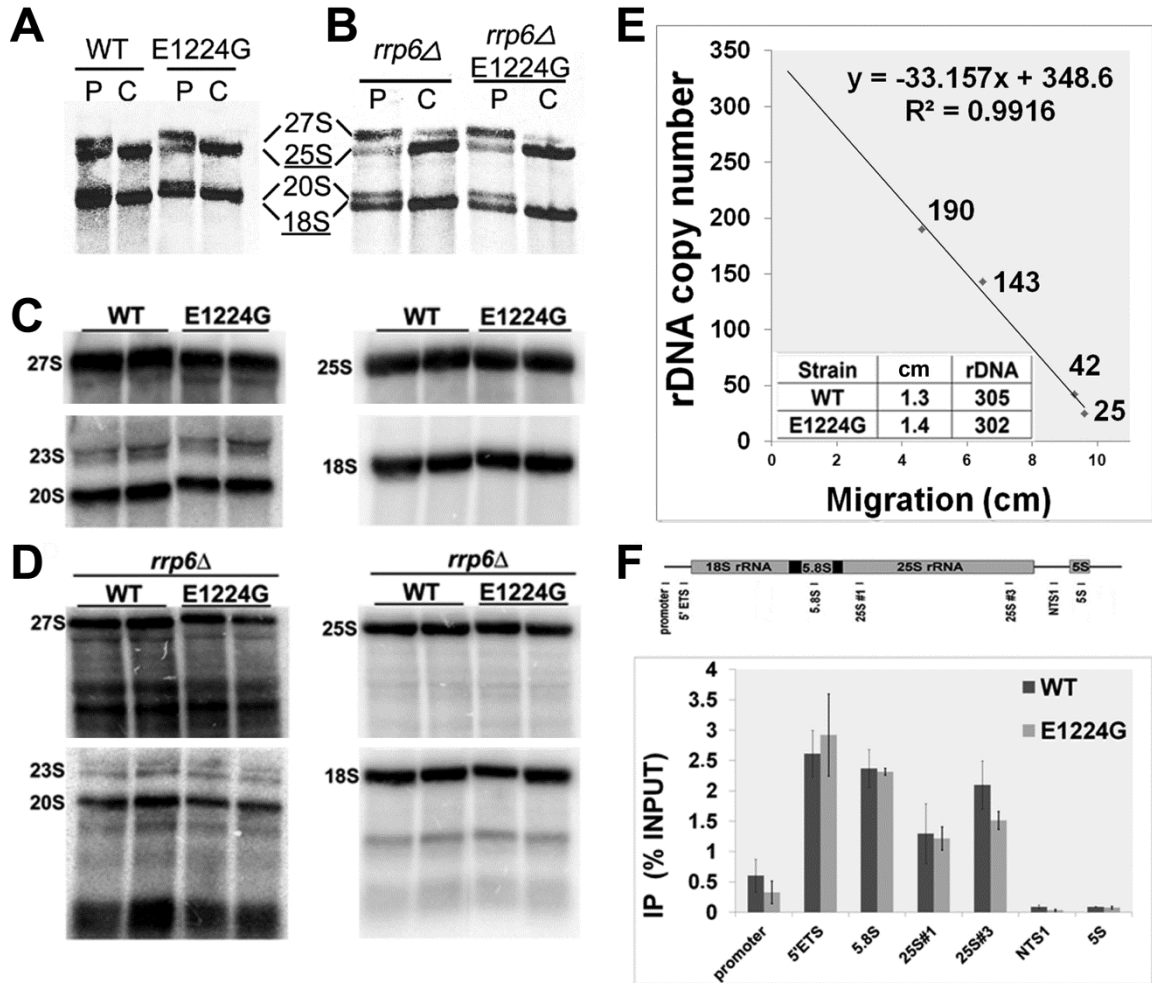 A
WT E1224G
P C P C
B
rrp6Δ rrp6Δ
E1224G
P C P C
27S
25S
20S
18S
C
WT E1224G
27S
23S
20S
WT E1224G
25S
18S
D
rrp6Δ
WT E1224G
27S
23S
20S
rrp6Δ
WT E1224G
25S
18S
E
y = -33.157x + 348.6
R² = 0.9916
rDNA copy number
350
300
250
200
150
100
50
0
190
143
42
25
Strain cm rDNA
WT 1.3 305
E1224G 1.4 302
0 2 4 6 8 10
Migration (cm)
F
18S rRNA 5.8S 25S rRNA 5S
promoter 5' ETS 5.8S 25S #1 25S #3 NTS1 5S
IP (% INPUT)
4
3.5
3
2.5
2
1.5
1
0.5
0
WT
E1224G
promoter 5'ETS 5.8S 25S#1 25S#3 NTS1 5S